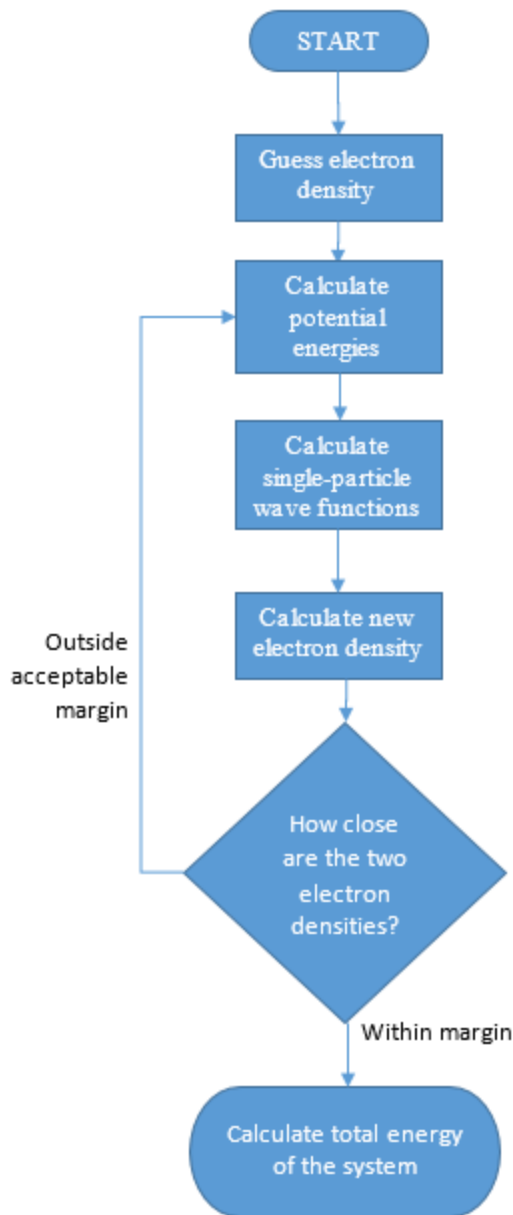 START
Guess electron
density
Calculate
potential
energies
Calculate
single-particle
wave functions
Calculate new
electron density
Outside
acceptable
margin
How close
are the two
electron
densities?
Within margin
Calculate total energy
of the system